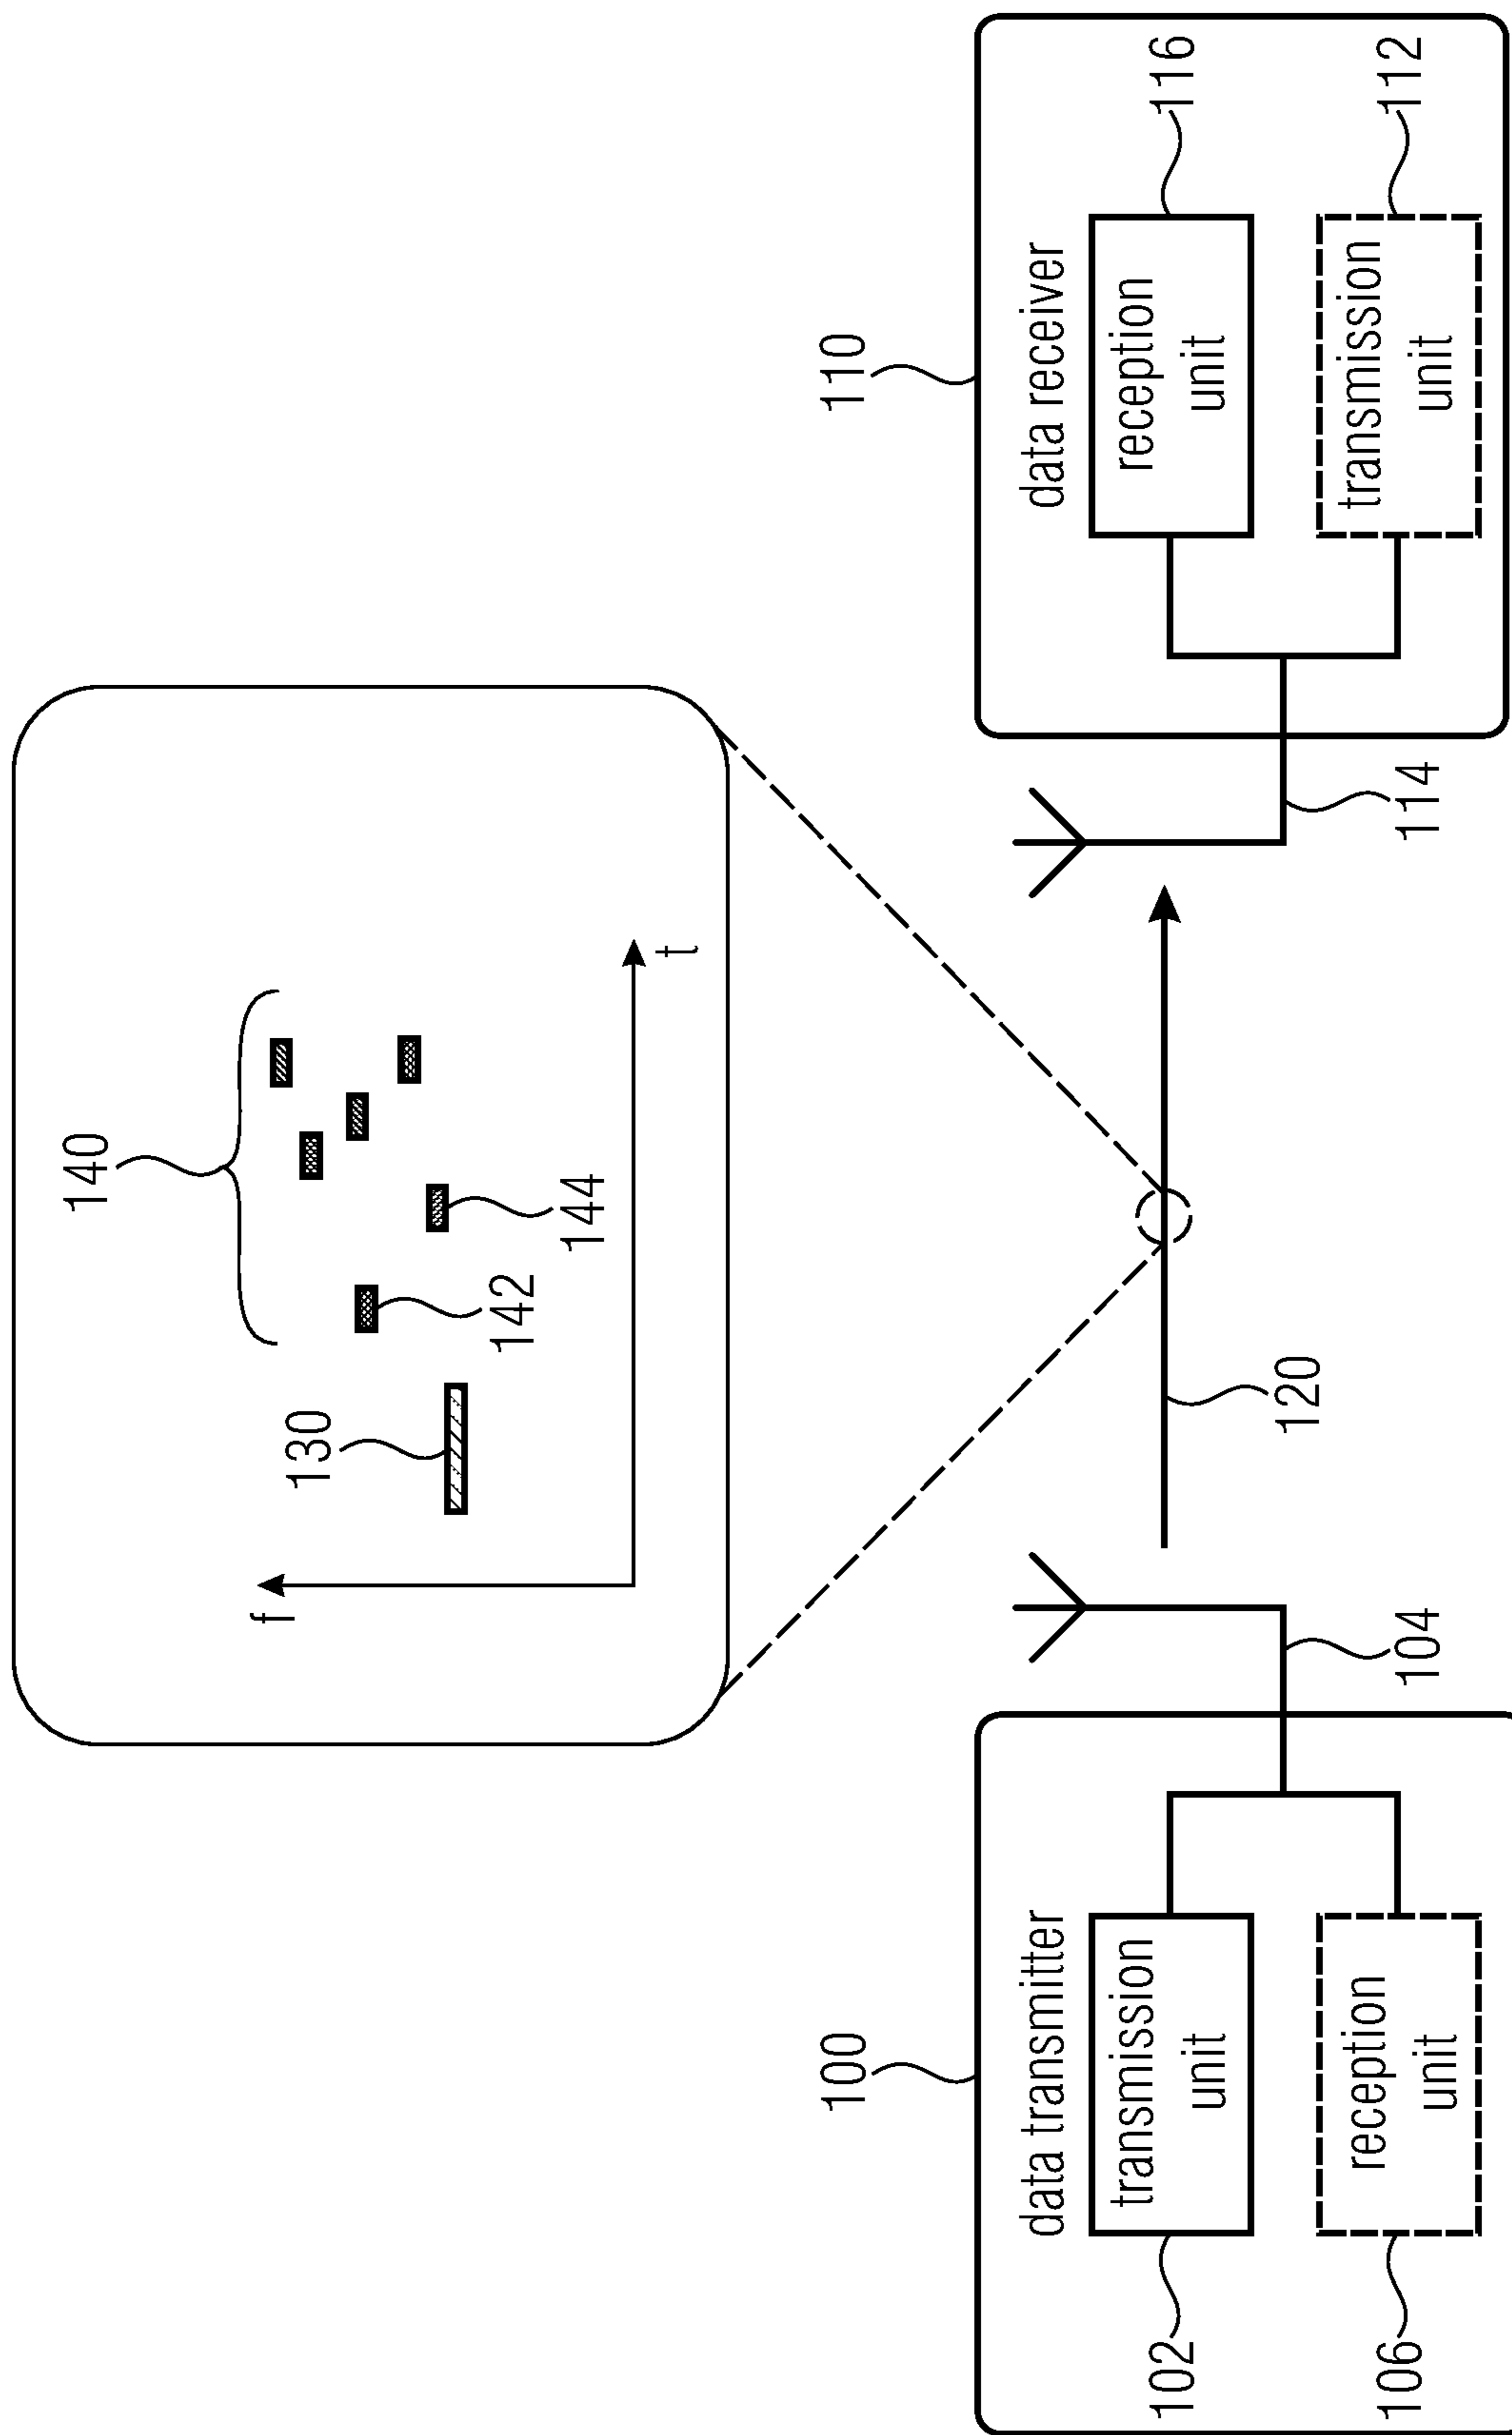 140
130
142
144
f
t
120
100
data transmitter
transmission
unit
reception
unit
102
106
104
110
data receiver
reception
unit
transmission
unit
116
112
114